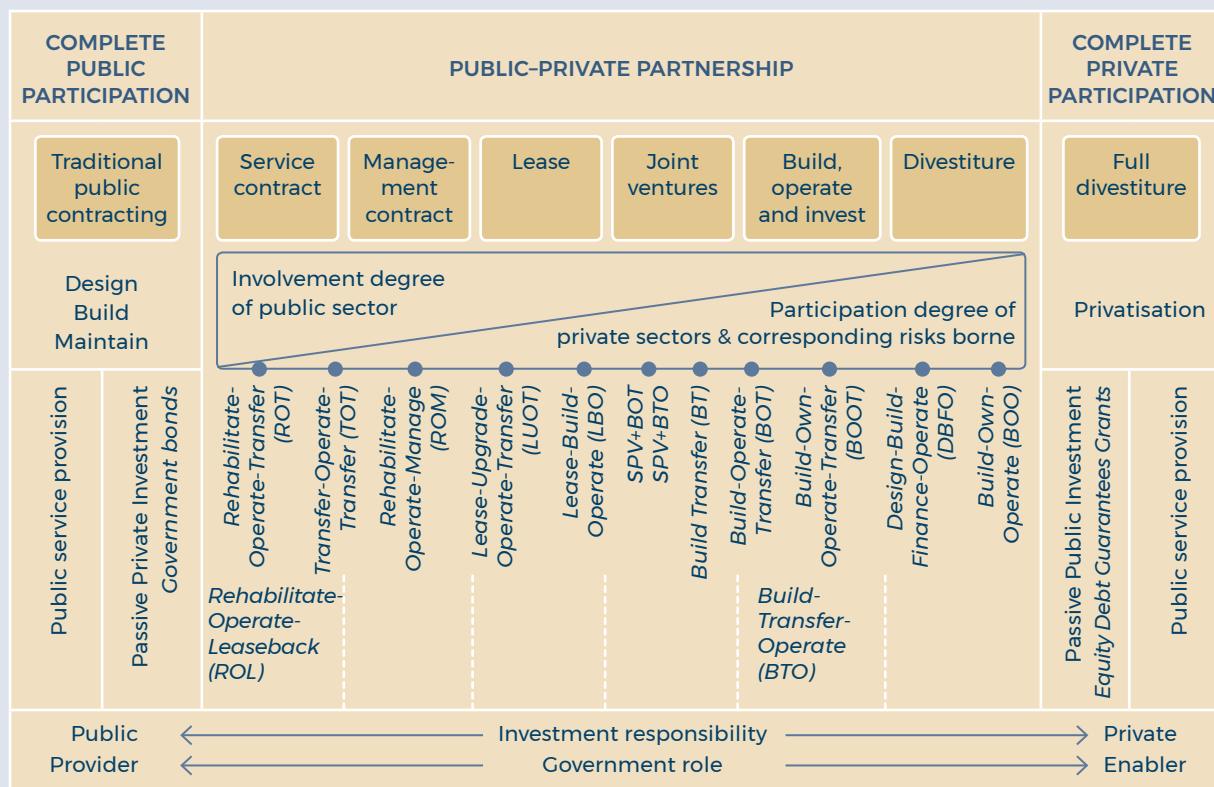 COMPLETE
PUBLIC
PARTICIPATION
PUBLIC–PRIVATE PARTNERSHIP
COMPLETE
PRIVATE
PARTICIPATION
Traditional
public
contracting
Service
contract
Manage-
ment
contract
Lease
Joint
ventures
Build,
operate
and invest
Divestiture
Full
divestiture
Design
Build
Maintain
Involvement degree
of public sector
Participation degree of
private sectors & corresponding risks borne
Privatisation
Public service provision
Passive Private Investment
Government bonds
Rehabilitate-
Operate-Transfer
(ROT)
Transfer-Operate-
Transfer (TOT)
Rehabilitate-
Operate-Manage
(ROM)
Lease-Upgrade-
Operate-Transfer
(LUOT)
Lease-Build-
Operate (LBO)
SPV+BOT
SPV+BTO
Build Transfer (BT)
Build-Operate-
Transfer (BOT)
Build-Own-
Operate-Transfer
(BOOT)
Design-Build-
Finance-Operate
(DBFO)
Build-Own-
Operate (BOO)
Passive Public Investment
Equity Debt Guarantees Grants
Public service provision
Rehabilitate-
Operate-
Leaseback
(ROL)
Build-
Transfer-
Operate
(BTO)
Public
Investment responsibility
Private
Provider
Government role
Enabler